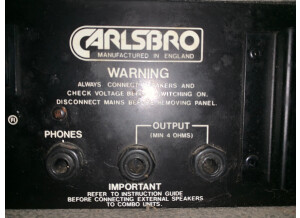 CARLSBRO
MANUFACTURED IN ENGLAND
WARNING
ALWAYS CONNECT SPEAKERS AND
CHECK VOLTAGE BEFORE SWITCHING ON.
DISCONNECT MAINS BEFORE REMOVING PANEL.
®
PHONES
OUTPUT
(MIN 4 OHMS)
IMPORTANT
REFER TO INSTRUCTION GUIDE
BEFORE CONNECTING EXTERNAL SPEAKERS
TO COMBO UNITS.